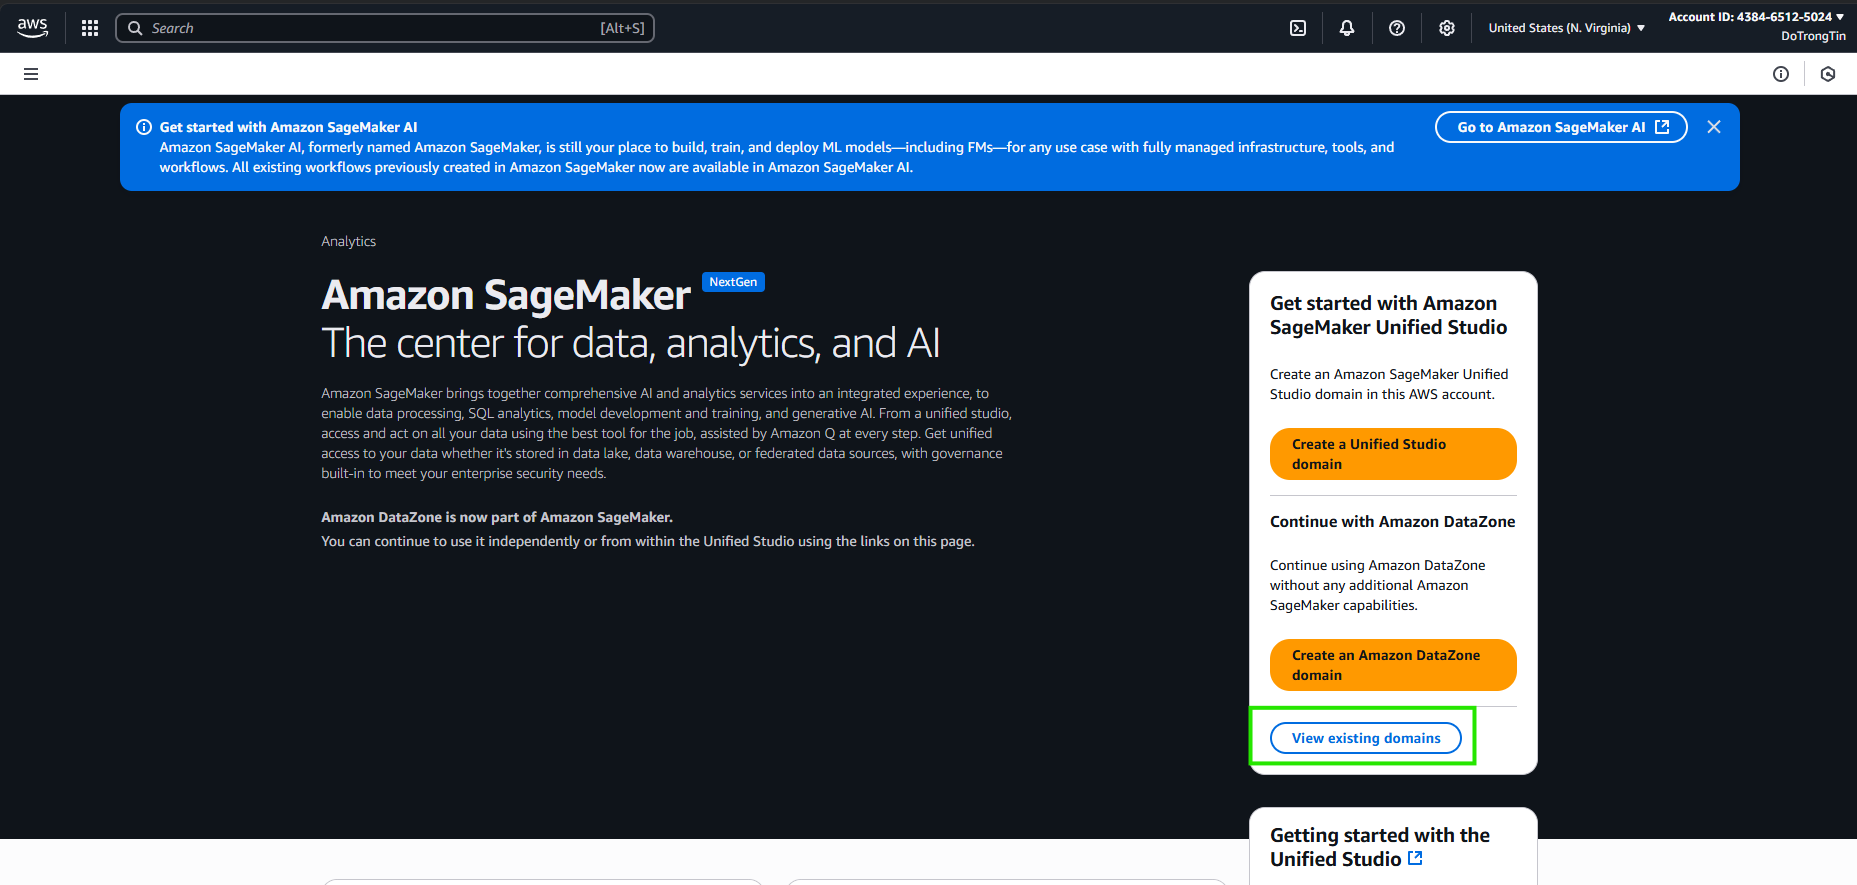 aws
Search
[Alt+S]
United States (N. Virginia)
Account ID: 4384-6512-5024
DoTrongTin
Get started with Amazon SageMaker AI
Amazon SageMaker AI, formerly named Amazon SageMaker, is still your place to build, train, and deploy ML models—including FMs—for any use case with fully managed infrastructure, tools, and
workflows. All existing workflows previously created in Amazon SageMaker now are available in Amazon SageMaker AI.
Go to Amazon SageMaker AI
Analytics
Amazon SageMaker NextGen
The center for data, analytics, and AI
Amazon SageMaker brings together comprehensive AI and analytics services into an integrated experience, to
enable data processing, SQL analytics, model development and training, and generative AI. From a unified studio,
access and act on all your data using the best tool for the job, assisted by Amazon Q at every step. Get unified
access to your data whether it's stored in data lake, data warehouse, or federated data sources, with governance
built-in to meet your enterprise security needs.
Amazon DataZone is now part of Amazon SageMaker.
You can continue to use it independently or from within the Unified Studio using the links on this page.
Get started with Amazon
SageMaker Unified Studio
Create an Amazon SageMaker Unified
Studio domain in this AWS account.
Create a Unified Studio
domain
Continue with Amazon DataZone
Continue using Amazon DataZone
without any additional Amazon
SageMaker capabilities.
Create an Amazon DataZone
domain
View existing domains
Getting started with the
Unified Studio